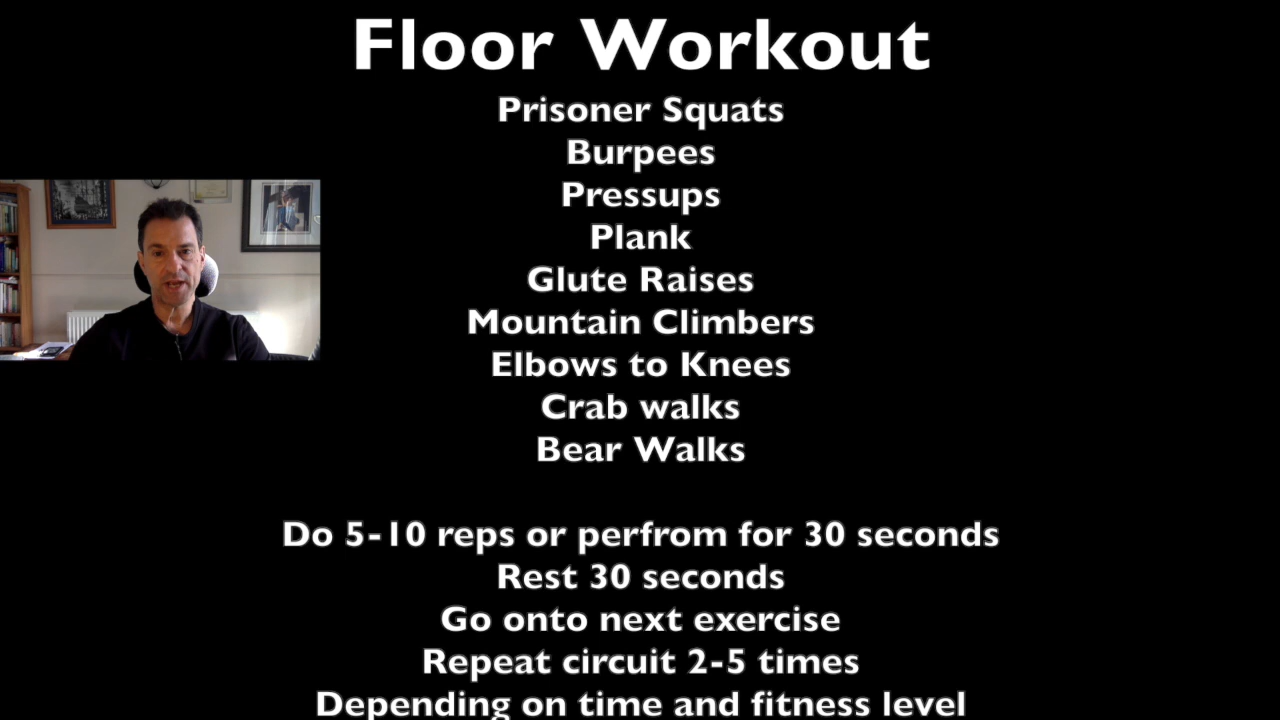 Floor Workout
Prisoner Squats
Burpees
Pressups
Plank
Glute Raises
Mountain Climbers
Elbows to Knees
Crab walks
Bear Walks
Do 5-10 reps or perfrom for 30 seconds
Rest 30 seconds
Go onto next exercise
Repeat circuit 2-5 times
Depending on time and fitness level